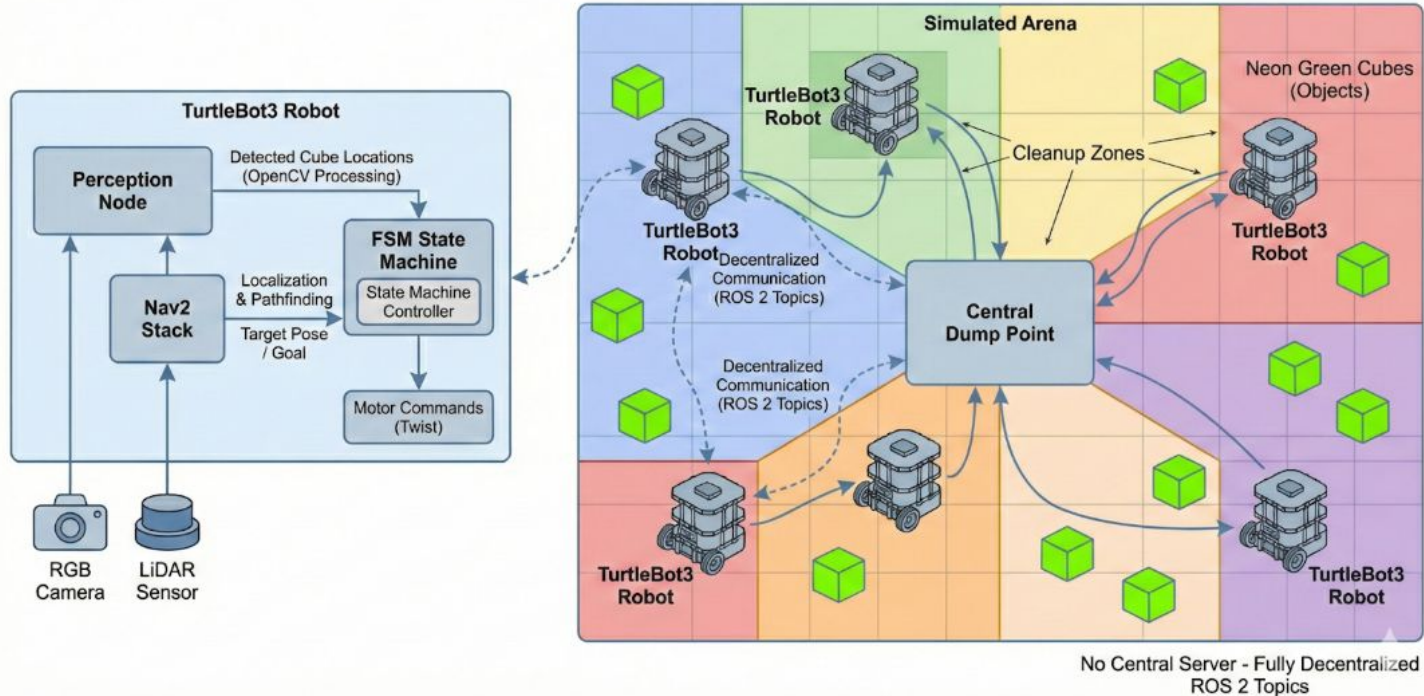 TurtleBot3 Robot
Perception
Node
Detected Cube Locations
(OpenCV Processing)
FSM State
Machine
State Machine
Controller
Nav2
Stack
Localization
& Pathfinding
Target Pose
/ Goal
Motor Commands
(Twist)
RGB
Camera
LiDAR
Sensor
Simulated Arena
TurtleBot3
Robot
Neon Green Cubes
(Objects)
Cleanup Zones
TurtleBot3
Robot
TurtleBot3
Robot
Decentralized
Communication
(ROS 2 Topics)
Central
Dump Point
Decentralized
Communication
(ROS 2 Topics)
TurtleBot3
Robot
TurtleBot3
Robot
No Central Server - Fully Decentralized
ROS 2 Topics